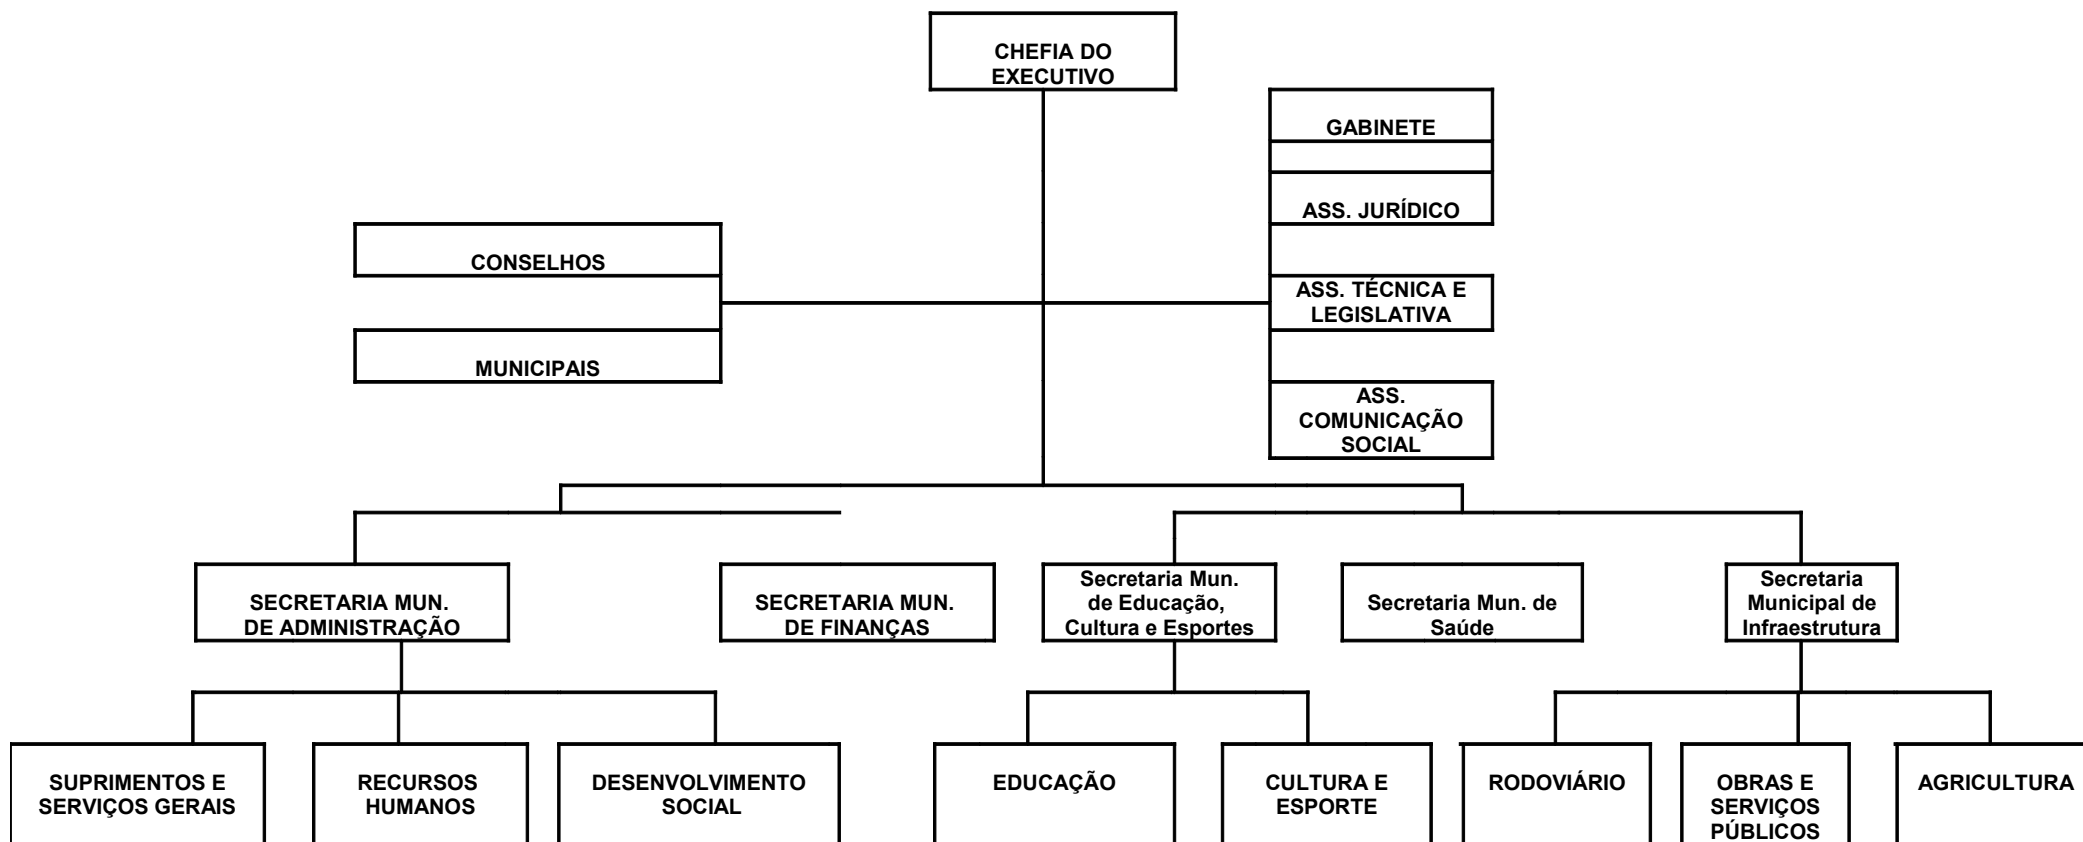 CHEFIA DO
EXECUTIVO
GABINETE
ASS. JURÍDICO
CONSELHOS
ASS. TÉCNICA E
LEGISLATIVA
MUNICIPAIS
ASS.
COMUNICAÇÃO
SOCIAL
SECRETARIA MUN.
DE ADMINISTRAÇÃO
SECRETARIA MUN.
DE FINANÇAS
Secretaria Mun.
de Educação,
Cultura e Esportes
Secretaria Mun. de
Saúde
Secretaria
Municipal de
Infraestrutura
SUPRIMENTOS E
SERVIÇOS GERAIS
RECURSOS
HUMANOS
DESENVOLVIMENTO
SOCIAL
EDUCAÇÃO
CULTURA E
ESPORTE
RODOVIÁRIO
OBRAS E
SERVIÇOS
PÚBLICOS
AGRICULTURA